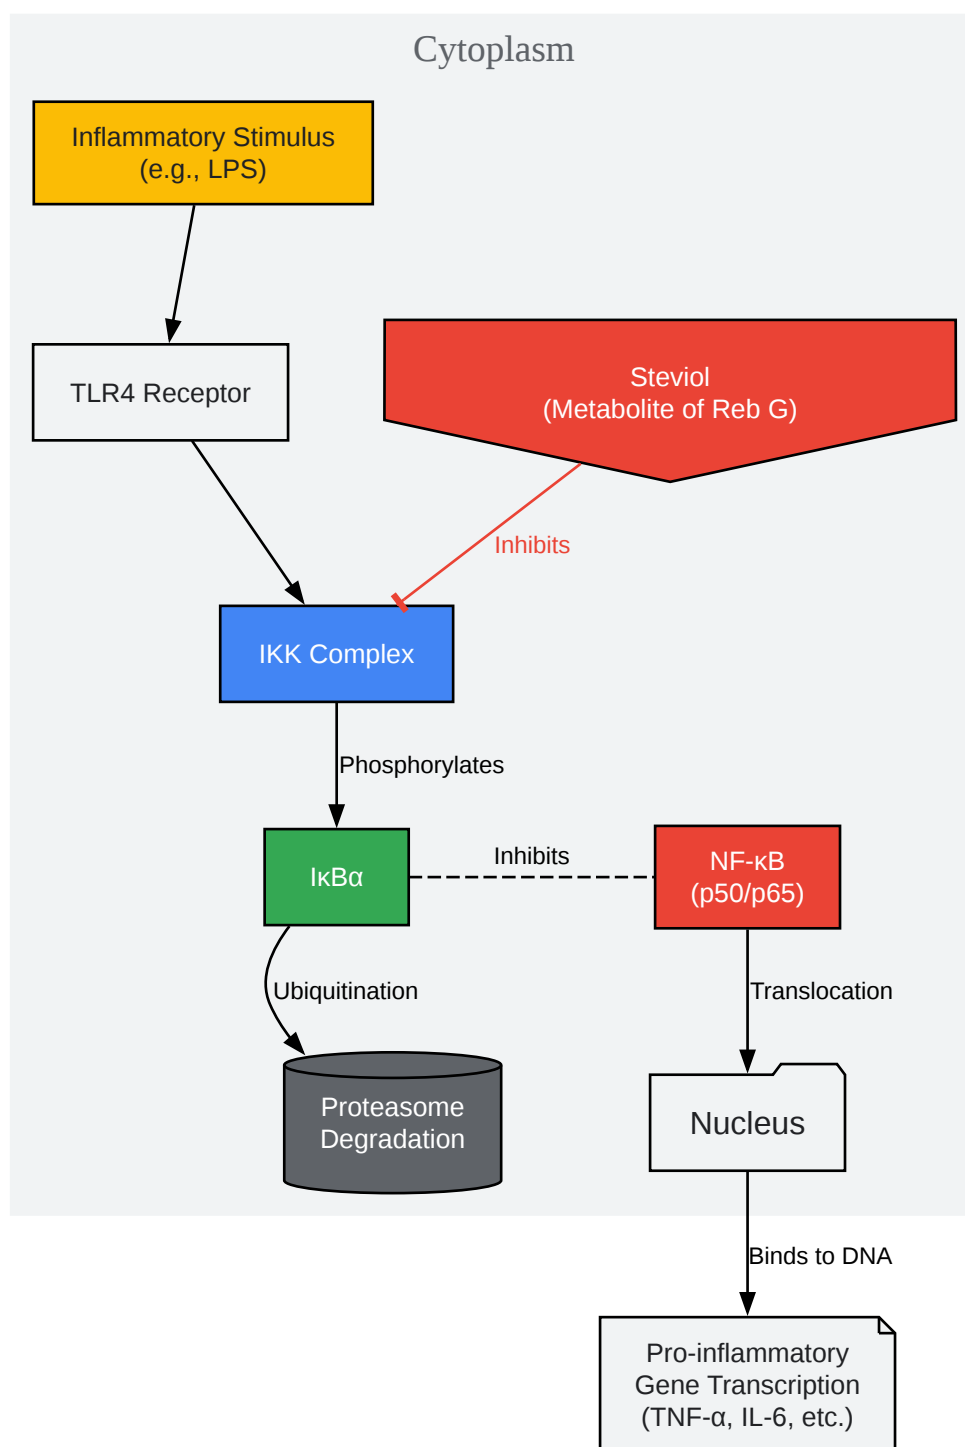 Cytoplasm
Inflammatory Stimulus
(e.g., LPS)
TLR4 Receptor
Steviol
(Metabolite of Reb G)
Inhibits
IKK Complex
Phosphorylates
IκBα
Inhibits
NF-κB
(p50/p65)
Ubiquitination
Translocation
Proteasome
Degradation
Nucleus
Binds to DNA
Pro-inflammatory
Gene Transcription
(TNF-α, IL-6, etc.)